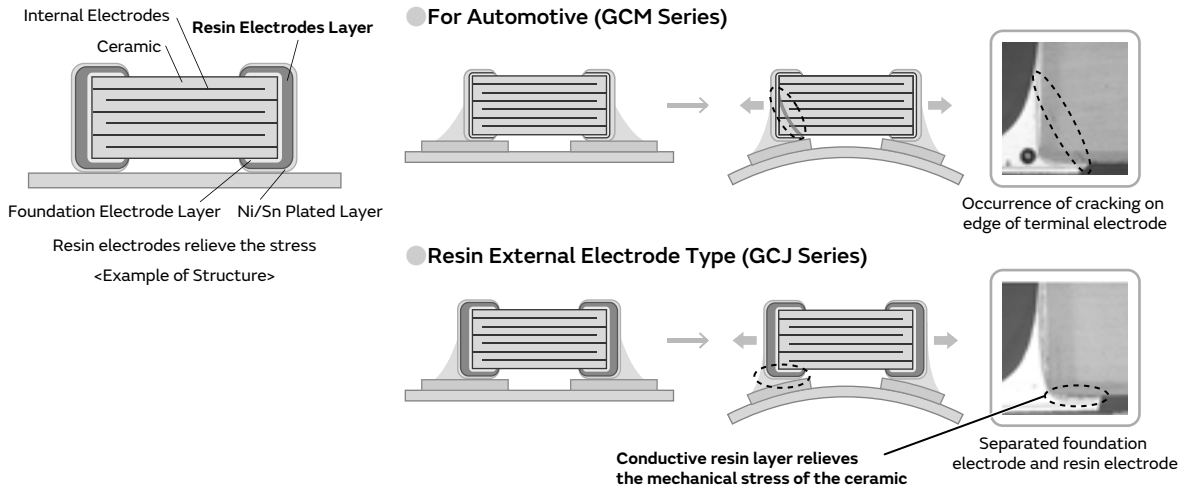 Internal Electrodes
Resin Electrodes Layer
Ceramic
Foundation Electrode Layer
Ni/Sn Plated Layer
Resin electrodes relieve the stress
<Example of Structure>
For Automotive (GCM Series)
Occurrence of cracking on
edge of terminal electrode
Resin External Electrode Type (GCJ Series)
Conductive resin layer relieves
the mechanical stress of the ceramic
Separated foundation
electrode and resin electrode